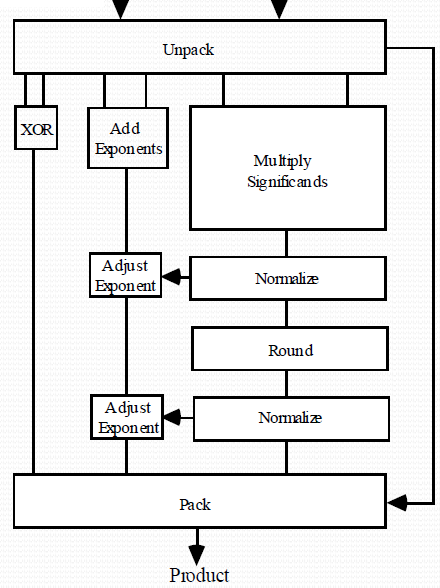 Unpack
XOR
Add
Exponents
Multiply
Significands
Adjust
Exponent
Normalize
Round
Adjust
Exponent
Normalize
Pack
Product